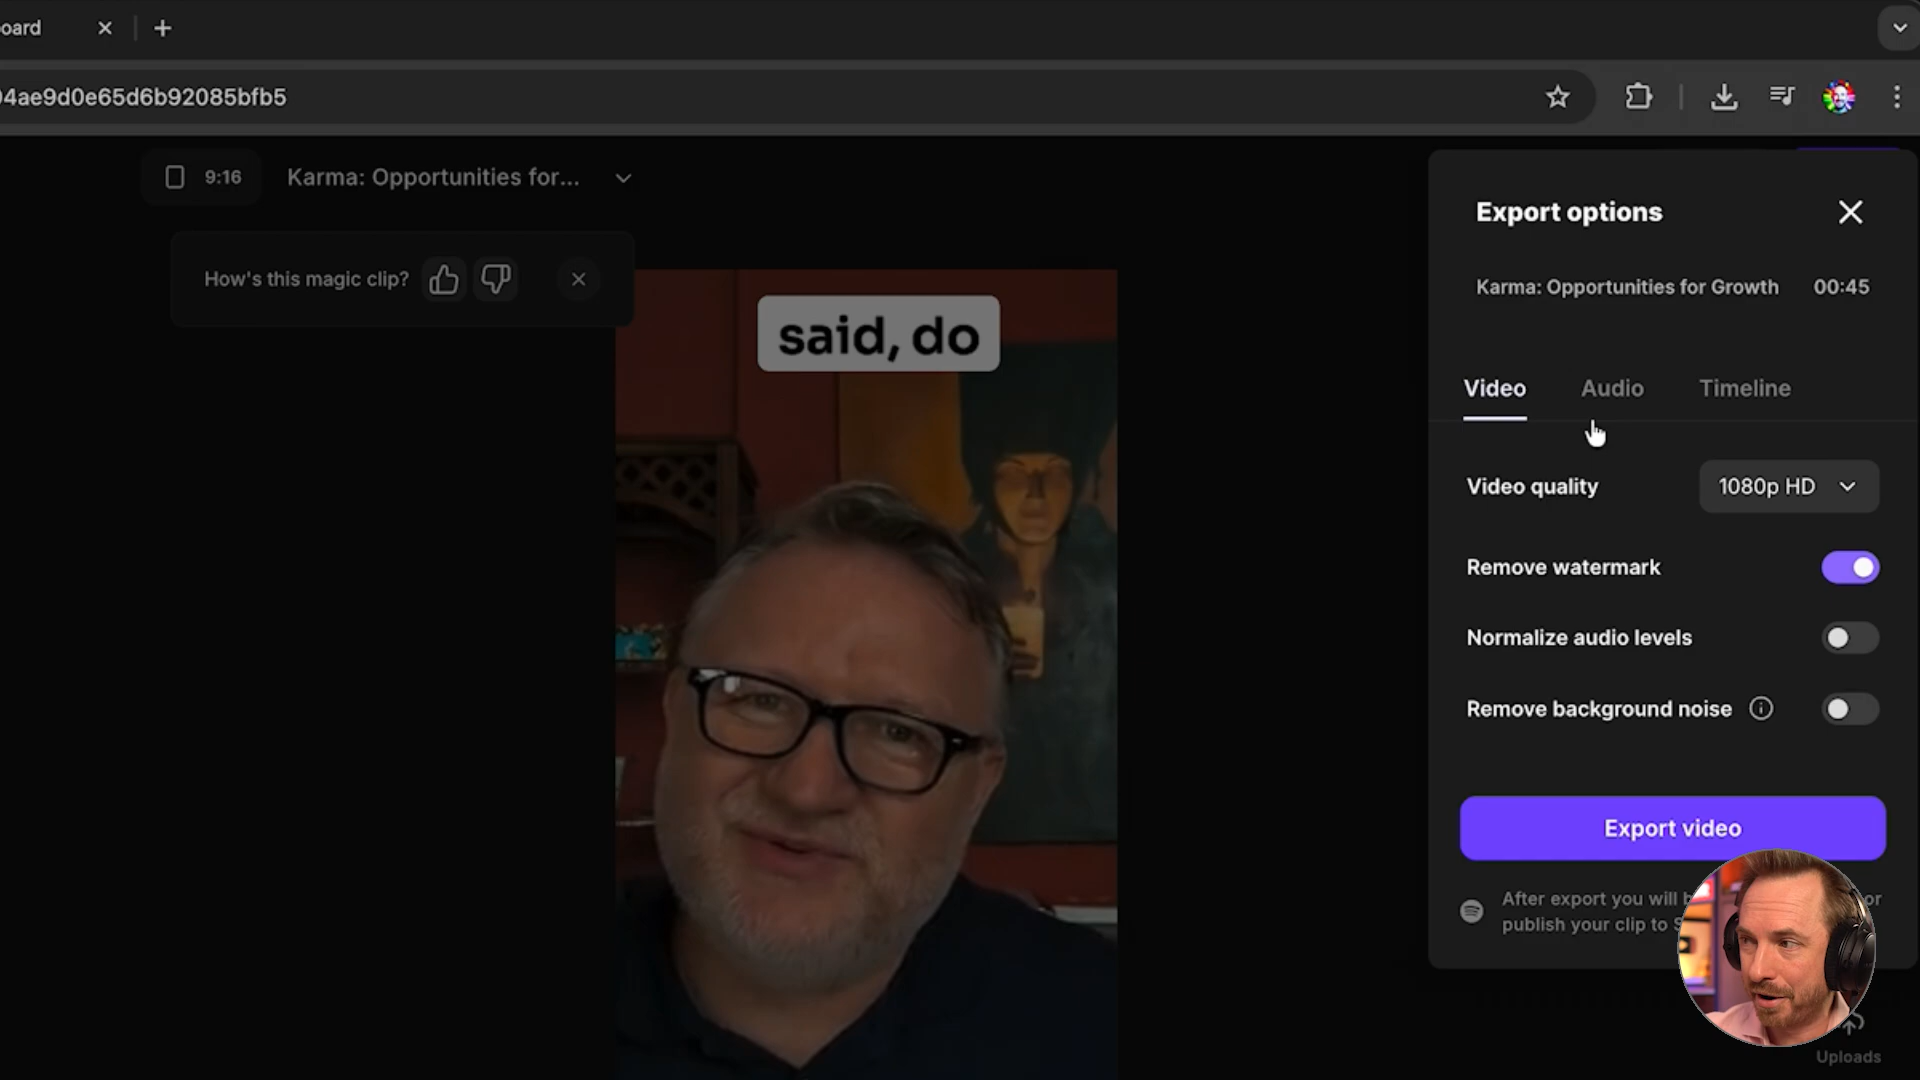 oard
04ae9d0e65d6b92085bfb5
9:16
Karma: Opportunities for...
How's this magic clip?
said, do
Export options
Karma: Opportunities for Growth 00:45
Video Audio Timeline
Video quality 1080p HD
Remove watermark
Normalize audio levels
Remove background noise
Export video
After export you will or
publish your clip to
Uploads